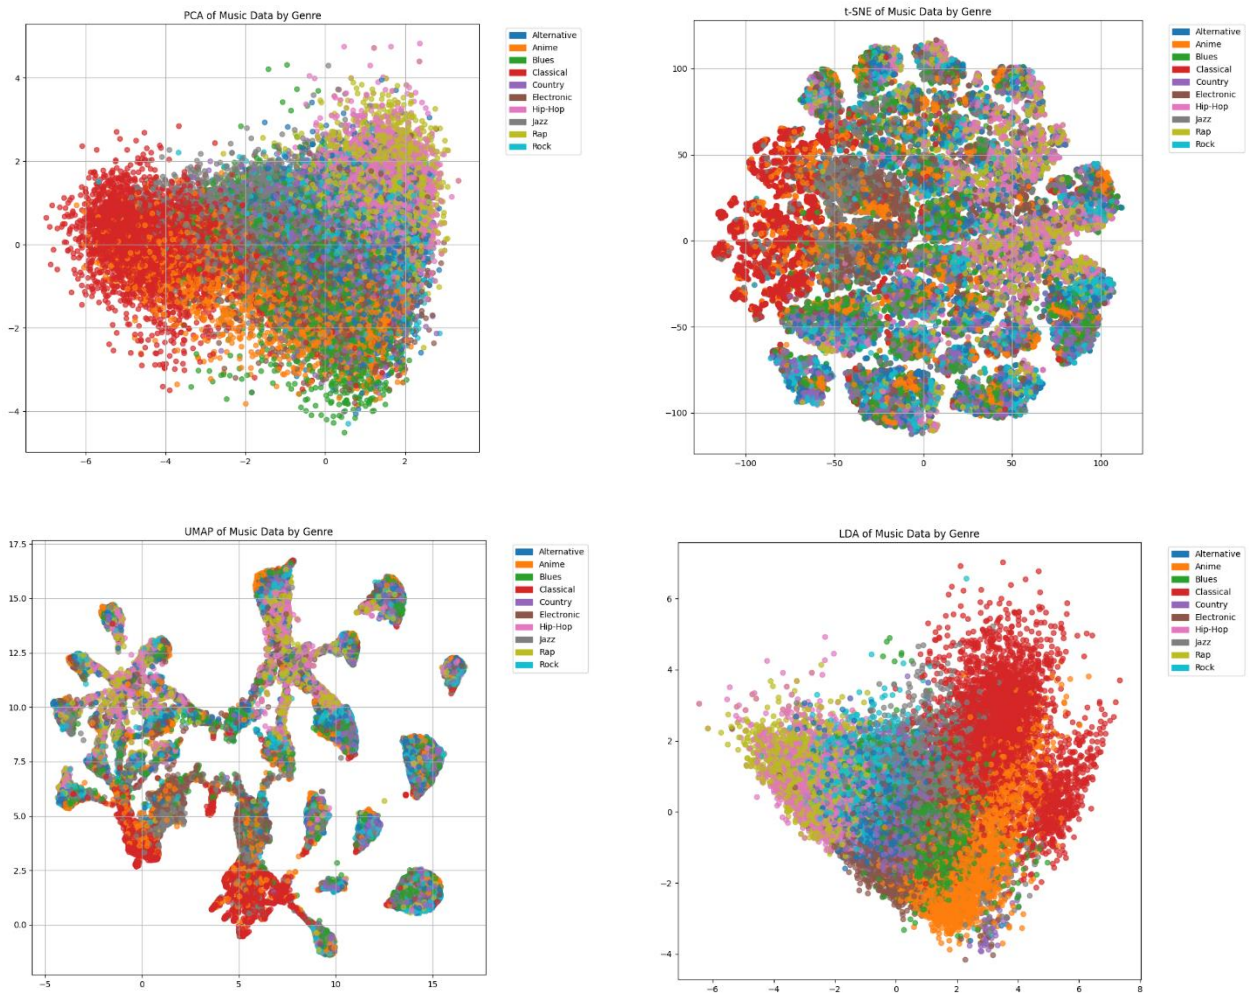 PCA of Music Data by Genre
4
2
0
−2
−4
−6
−4
−2
0
2
Alternative
Anime
Blues
Classical
Country
Electronic
Hip-Hop
Jazz
Rap
Rock
t-SNE of Music Data by Genre
100
50
0
−50
−100
−100
−50
0
50
100
Alternative
Anime
Blues
Classical
Country
Electronic
Hip-Hop
Jazz
Rap
Rock
UMAP of Music Data by Genre
17.5
15.0
12.5
10.0
7.5
5.0
2.5
0.0
−5
0
5
10
15
Alternative
Anime
Blues
Classical
Country
Electronic
Hip-Hop
Jazz
Rap
Rock
LDA of Music Data by Genre
6
4
2
0
−2
−4
−6
−4
−2
0
2
4
6
8
Alternative
Anime
Blues
Classical
Country
Electronic
Hip-Hop
Jazz
Rap
Rock